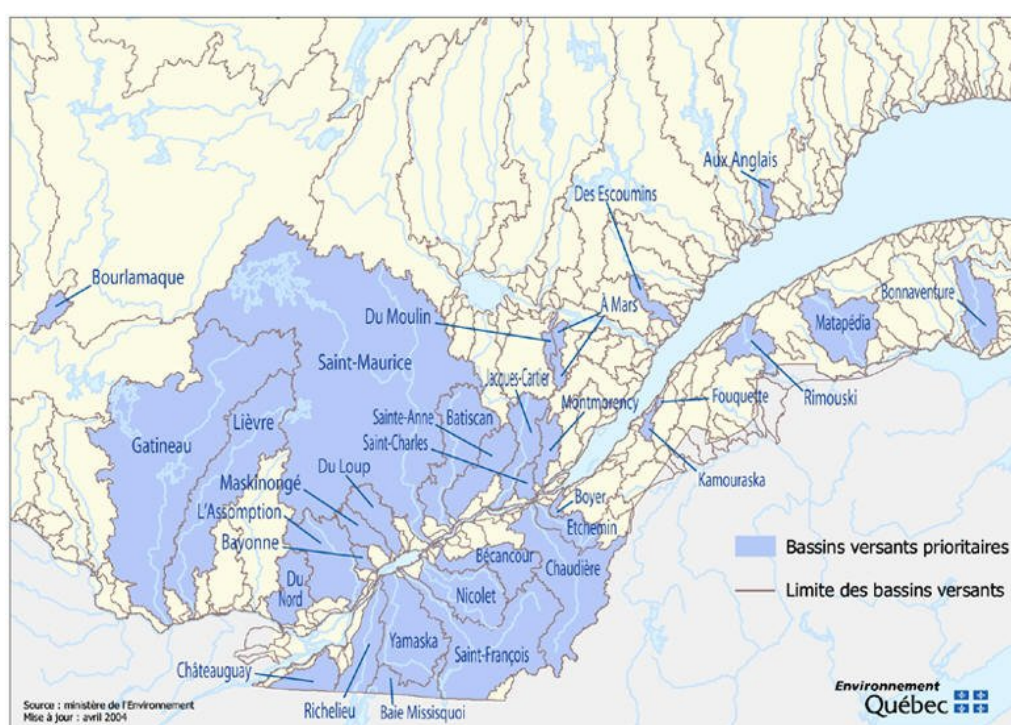 Aux Anglais
Des Escoumins
Bourlamaque
Bonnaventure
À Mars
Du Moulin
Matapédia
Saint-Maurice
Jacques-Cartier
Montmorency
Fouquette
Rimouski
Lièvre
Sainte-Anne
Batiscan
Gatineau
Saint-Charles
Du Loup
Kamouraska
Maskinongé
Boyer
L'Assomption
Etchemin
Bayonne
Bécancour
Chaudière
Bassins versants prioritaires
Du
Nord
Nicolet
Limite des bassins versants
Yamaska
Saint-François
Châteauguay
Richelieu
Baie Missisquoi
Environnement
Québec
Source : ministère de l'Environnement
Mise à jour : avril 2004